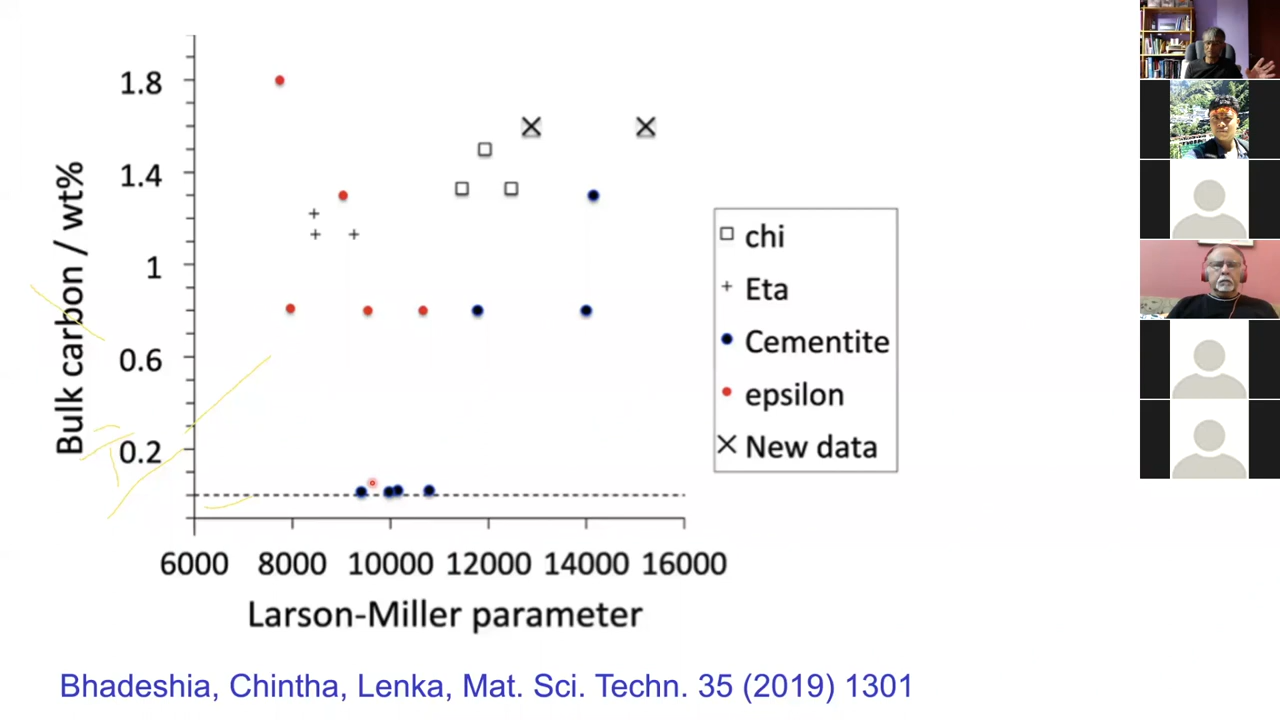 1.8
1.4
1
0.6
0.2
Bulk carbon / wt%
6000 8000 10000 12000 14000 16000
Larson-Miller parameter
chi
Eta
Cementite
epsilon
New data
Bhadeshia, Chintha, Lenka, Mat. Sci. Techn. 35 (2019) 1301